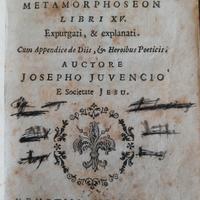 METAMORPHOSEON
LIBRI XV.
Expurgati, & explanati.
Cum Appendice de Diis, & Heroibus Poeticis.
AUCTORE
JOSEPHO JUVENCIO
E Societate JESU.